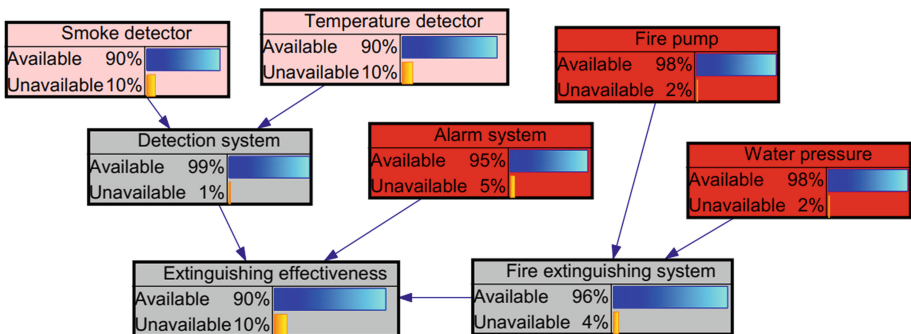 Smoke detector
Available 90%
Unavailable 10%
Temperature detector
Available 90%
Unavailable 10%
Fire pump
Available 98%
Unavailable 2%
Detection system
Available 99%
Unavailable 1%
Alarm system
Available 95%
Unavailable 5%
Water pressure
Available 98%
Unavailable 2%
Extinguishing effectiveness
Available 90%
Unavailable 10%
Fire extinguishing system
Available 96%
Unavailable 4%